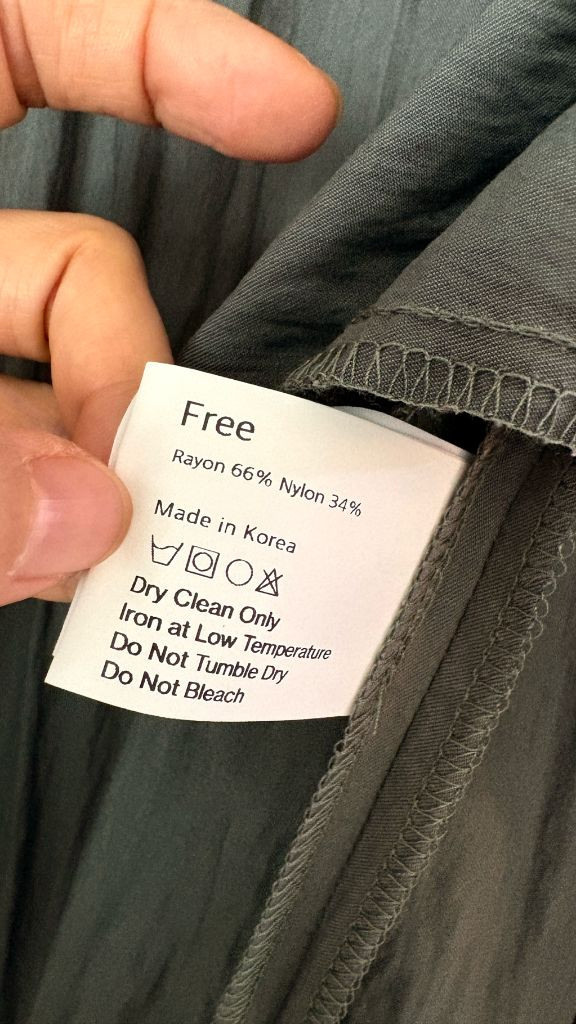 Free
Rayon 66% Nylon 34%
Made in Korea
Dry Clean Only
Iron at Low Temperature
Do Not Tumble Dry
Do Not Bleach